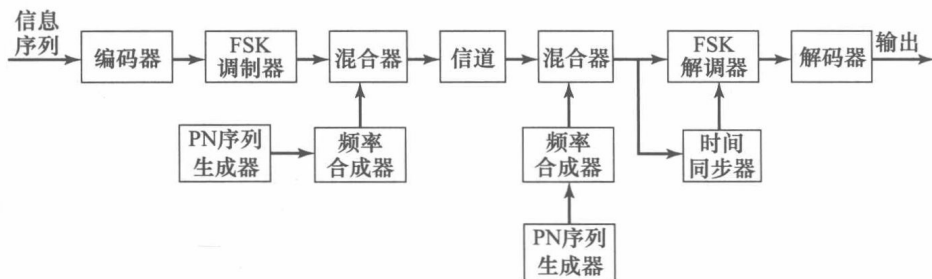 信息
序列
编码器
FSK
调制器
混合器
信道
混合器
FSK
解调器
解码器
输出
PN序列
生成器
频率
合成器
频率
合成器
时间
同步器
PN序列
生成器